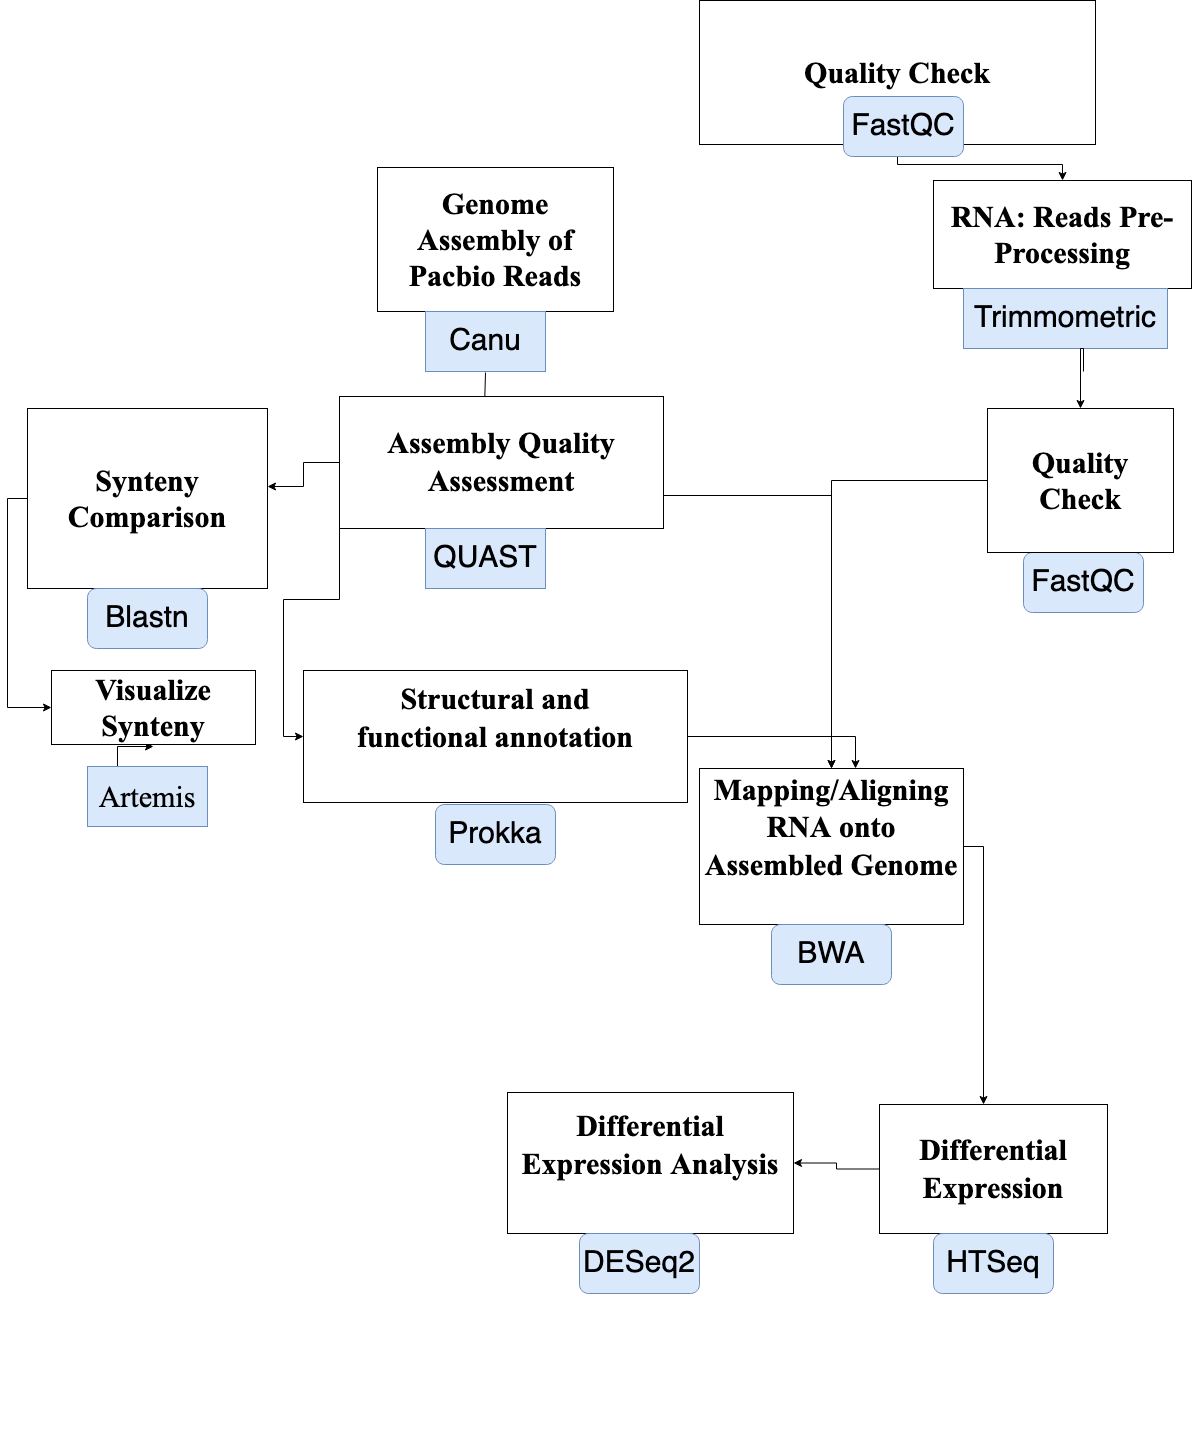 Quality Check
FastQC
RNA: Reads Pre-
Processing
Trimmometric
Genome
Assembly of
Pacbio Reads
Canu
Assembly Quality
Assessment
QUAST
Quality
Check
FastQC
Synteny
Comparison
Blastn
Visualize
Synteny
Artemis
Structural and
functional annotation
Prokka
Mapping/Aligning
RNA onto
Assembled Genome
BWA
Differential
Expression Analysis
DESeq2
Differential
Expression
HTSeq